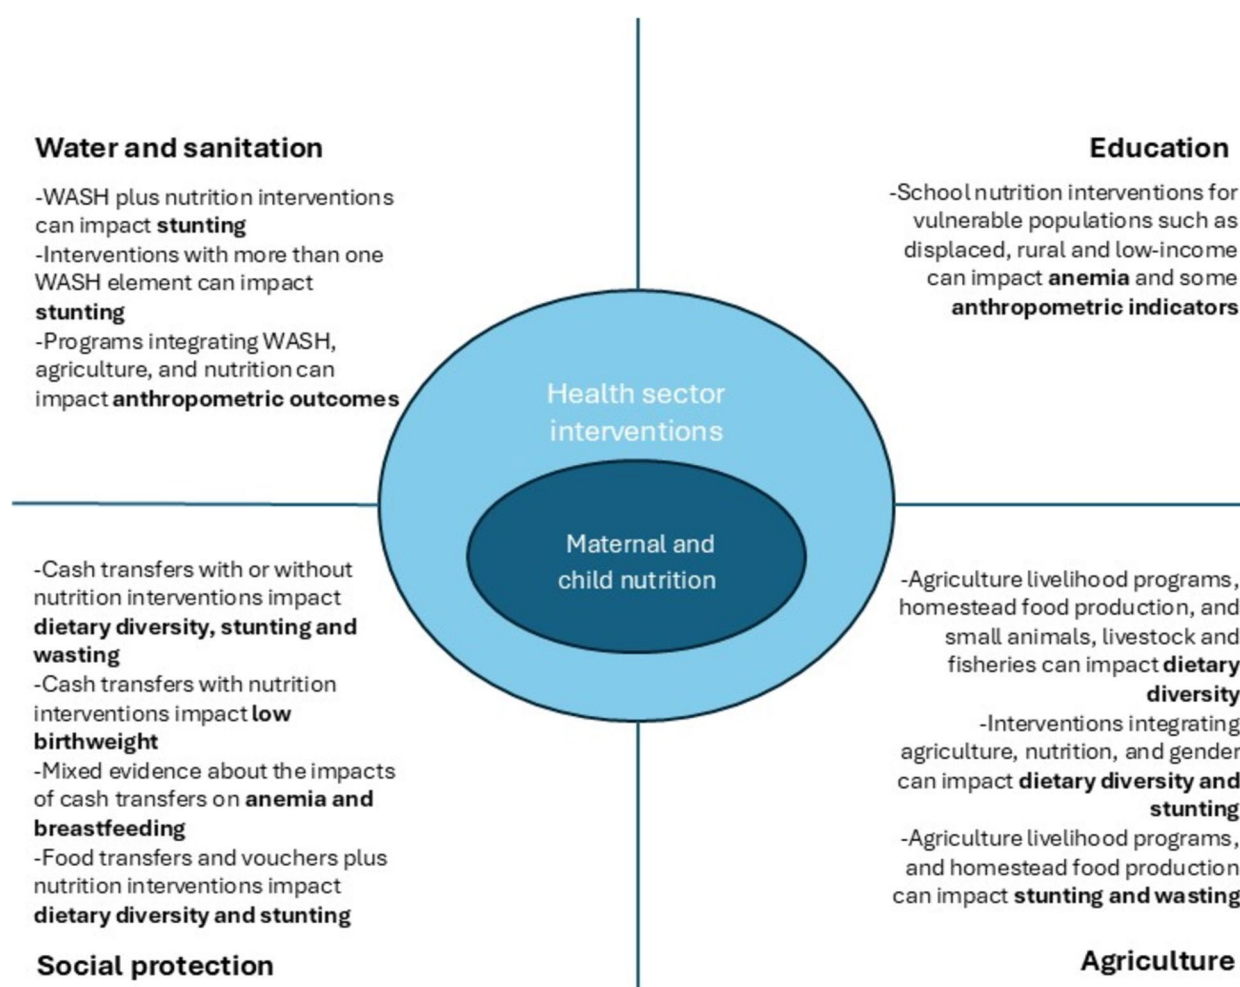 Water and sanitation
-WASH plus nutrition interventions
can impact stunting
-Interventions with more than one
WASH element can impact
stunting
-Programs integrating WASH,
agriculture, and nutrition can
impact anthropometric outcomes
Education
-School nutrition interventions for
vulnerable populations such as
displaced, rural and low-income
can impact anemia and some
anthropometric indicators
Health sector
interventions
Maternal and
child nutrition
-Cash transfers with or without
nutrition interventions impact
dietary diversity, stunting and
wasting
-Cash transfers with nutrition
interventions impact low
birthweight
-Mixed evidence about the impacts
of cash transfers on anemia and
breastfeeding
-Food transfers and vouchers plus
nutrition interventions impact
dietary diversity and stunting
Social protection
-Agriculture livelihood programs,
homestead food production, and
small animals, livestock and
fisheries can impact dietary
diversity
-Interventions integrating
agriculture, nutrition, and gender
can impact dietary diversity and
stunting
-Agriculture livelihood programs,
and homestead food production
can impact stunting and wasting
Agriculture